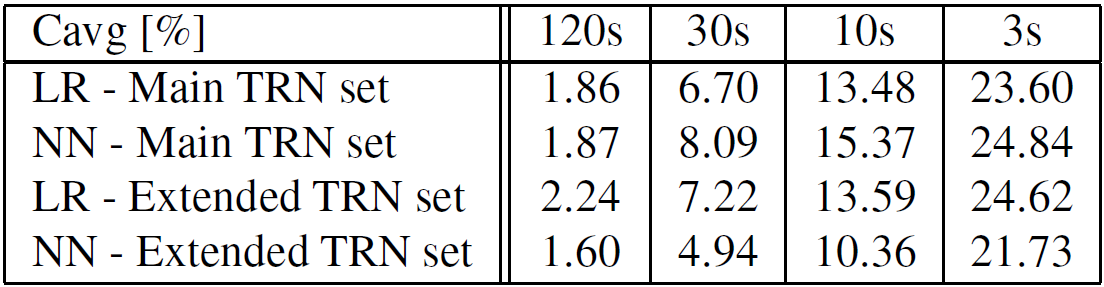 Cavg [%] 120s 30s 10s 3s
LR - Main TRN set 1.86 6.70 13.48 23.60
NN - Main TRN set 1.87 8.09 15.37 24.84
LR - Extended TRN set 2.24 7.22 13.59 24.62
NN - Extended TRN set 1.60 4.94 10.36 21.73